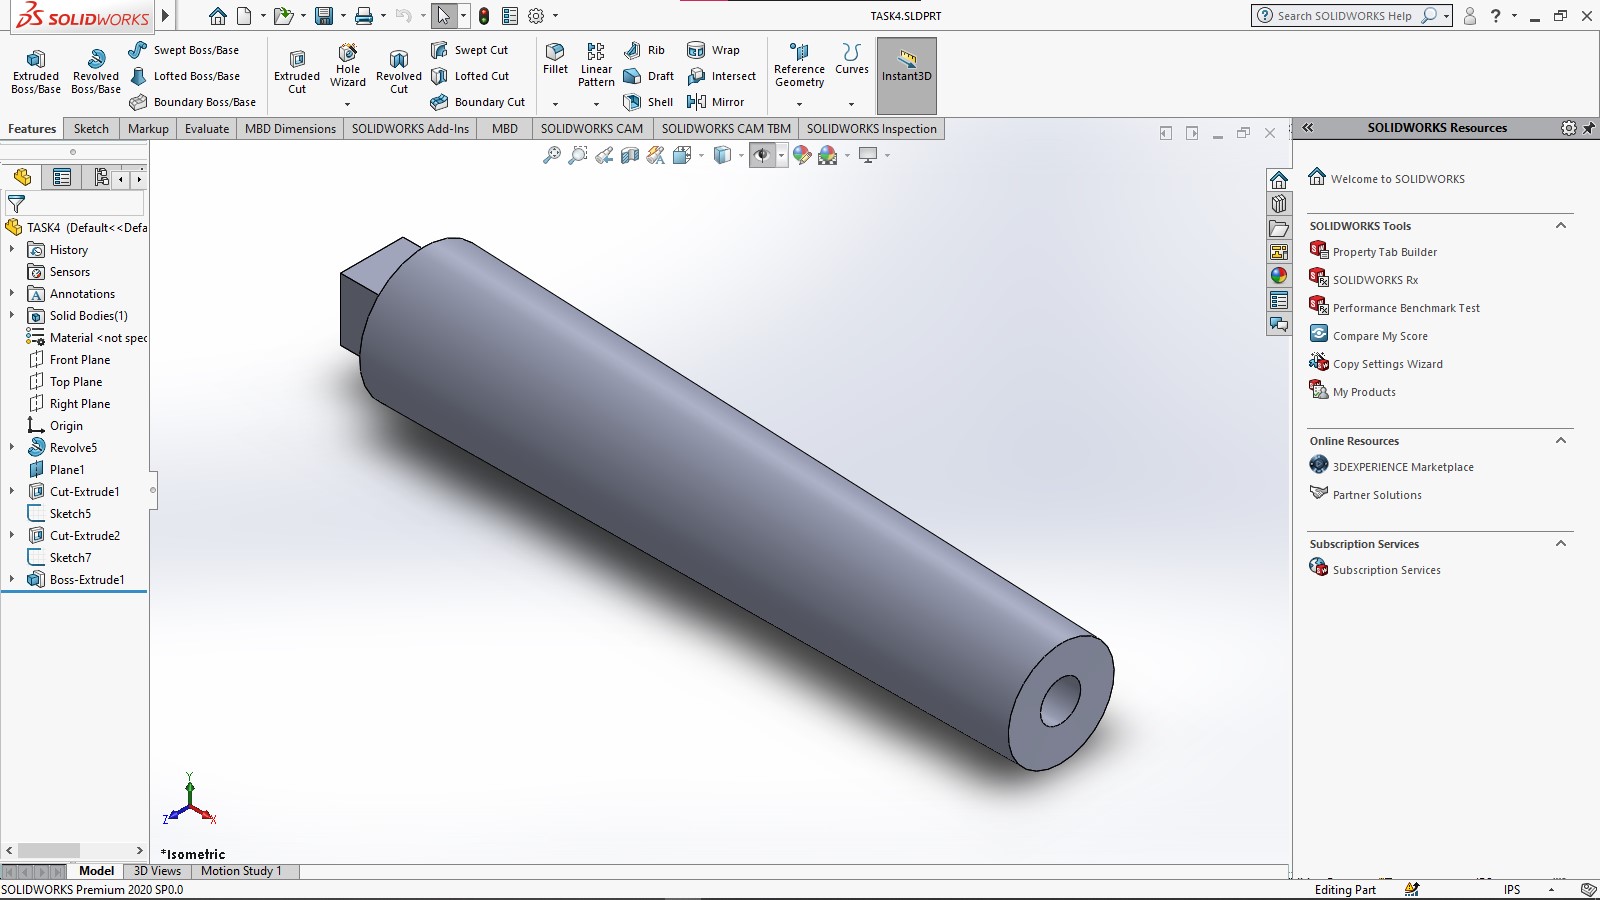 SOLIDWORKS
TASK4.SLDPRT
Search SOLIDWORKS Help
Extruded Boss/Base
Revolved Boss/Base
Swept Boss/Base
Lofted Boss/Base
Boundary Boss/Base
Extruded Cut
Hole Wizard
Revolved Cut
Swept Cut
Lofted Cut
Boundary Cut
Fillet
Linear Pattern
Rib
Draft
Shell
Wrap
Intersect
Mirror
Reference Geometry
Curves
Instant3D
Features
Sketch
Markup
Evaluate
MBD Dimensions
SOLIDWORKS Add-Ins
MBD
SOLIDWORKS CAM
SOLIDWORKS CAM TBM
SOLIDWORKS Inspection
TASK4 (Default<<Defa
History
Sensors
Annotations
Solid Bodies(1)
Material <not spec
Front Plane
Top Plane
Right Plane
Origin
Revolve5
Plane1
Cut-Extrude1
Sketch5
Cut-Extrude2
Sketch7
Boss-Extrude1
Y
Z
X
*Isometric
SOLIDWORKS Resources
Welcome to SOLIDWORKS
SOLIDWORKS Tools
Property Tab Builder
SOLIDWORKS Rx
Performance Benchmark Test
Compare My Score
Copy Settings Wizard
My Products
Online Resources
3DEXPERIENCE Marketplace
Partner Solutions
Subscription Services
Subscription Services
Model
3D Views
Motion Study 1
SOLIDWORKS Premium 2020 SP0.0
Editing Part
IPS